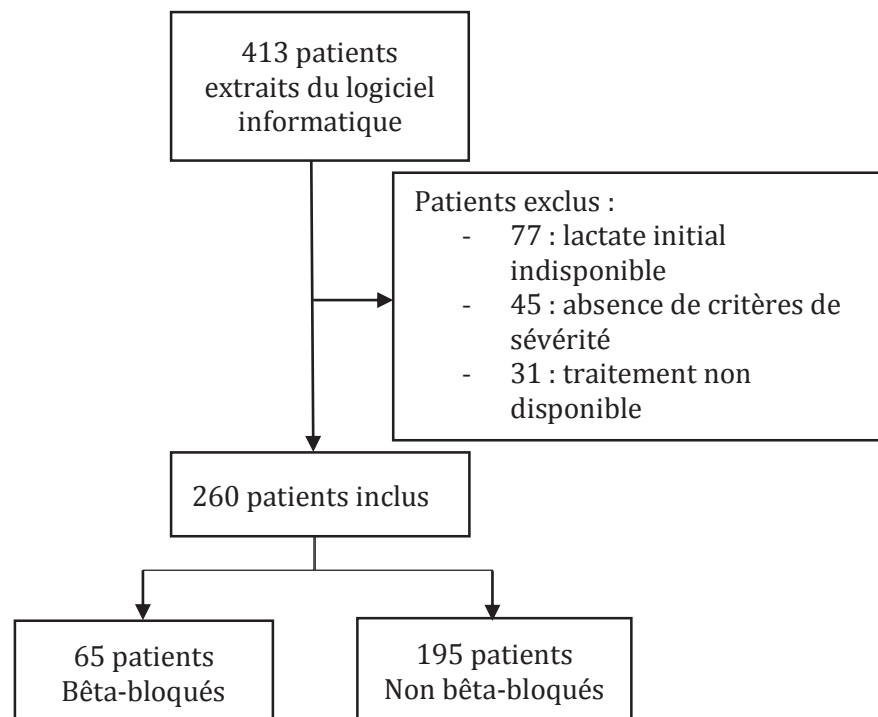 413 patients
extraits du logiciel
informatique
Patients exclus :
- 77 : lactate initial
indisponible
- 45 : absence de critères de
sévérité
- 31 : traitement non
disponible
260 patients inclus
65 patients
Bêta-bloqués
195 patients
Non bêta-bloqués